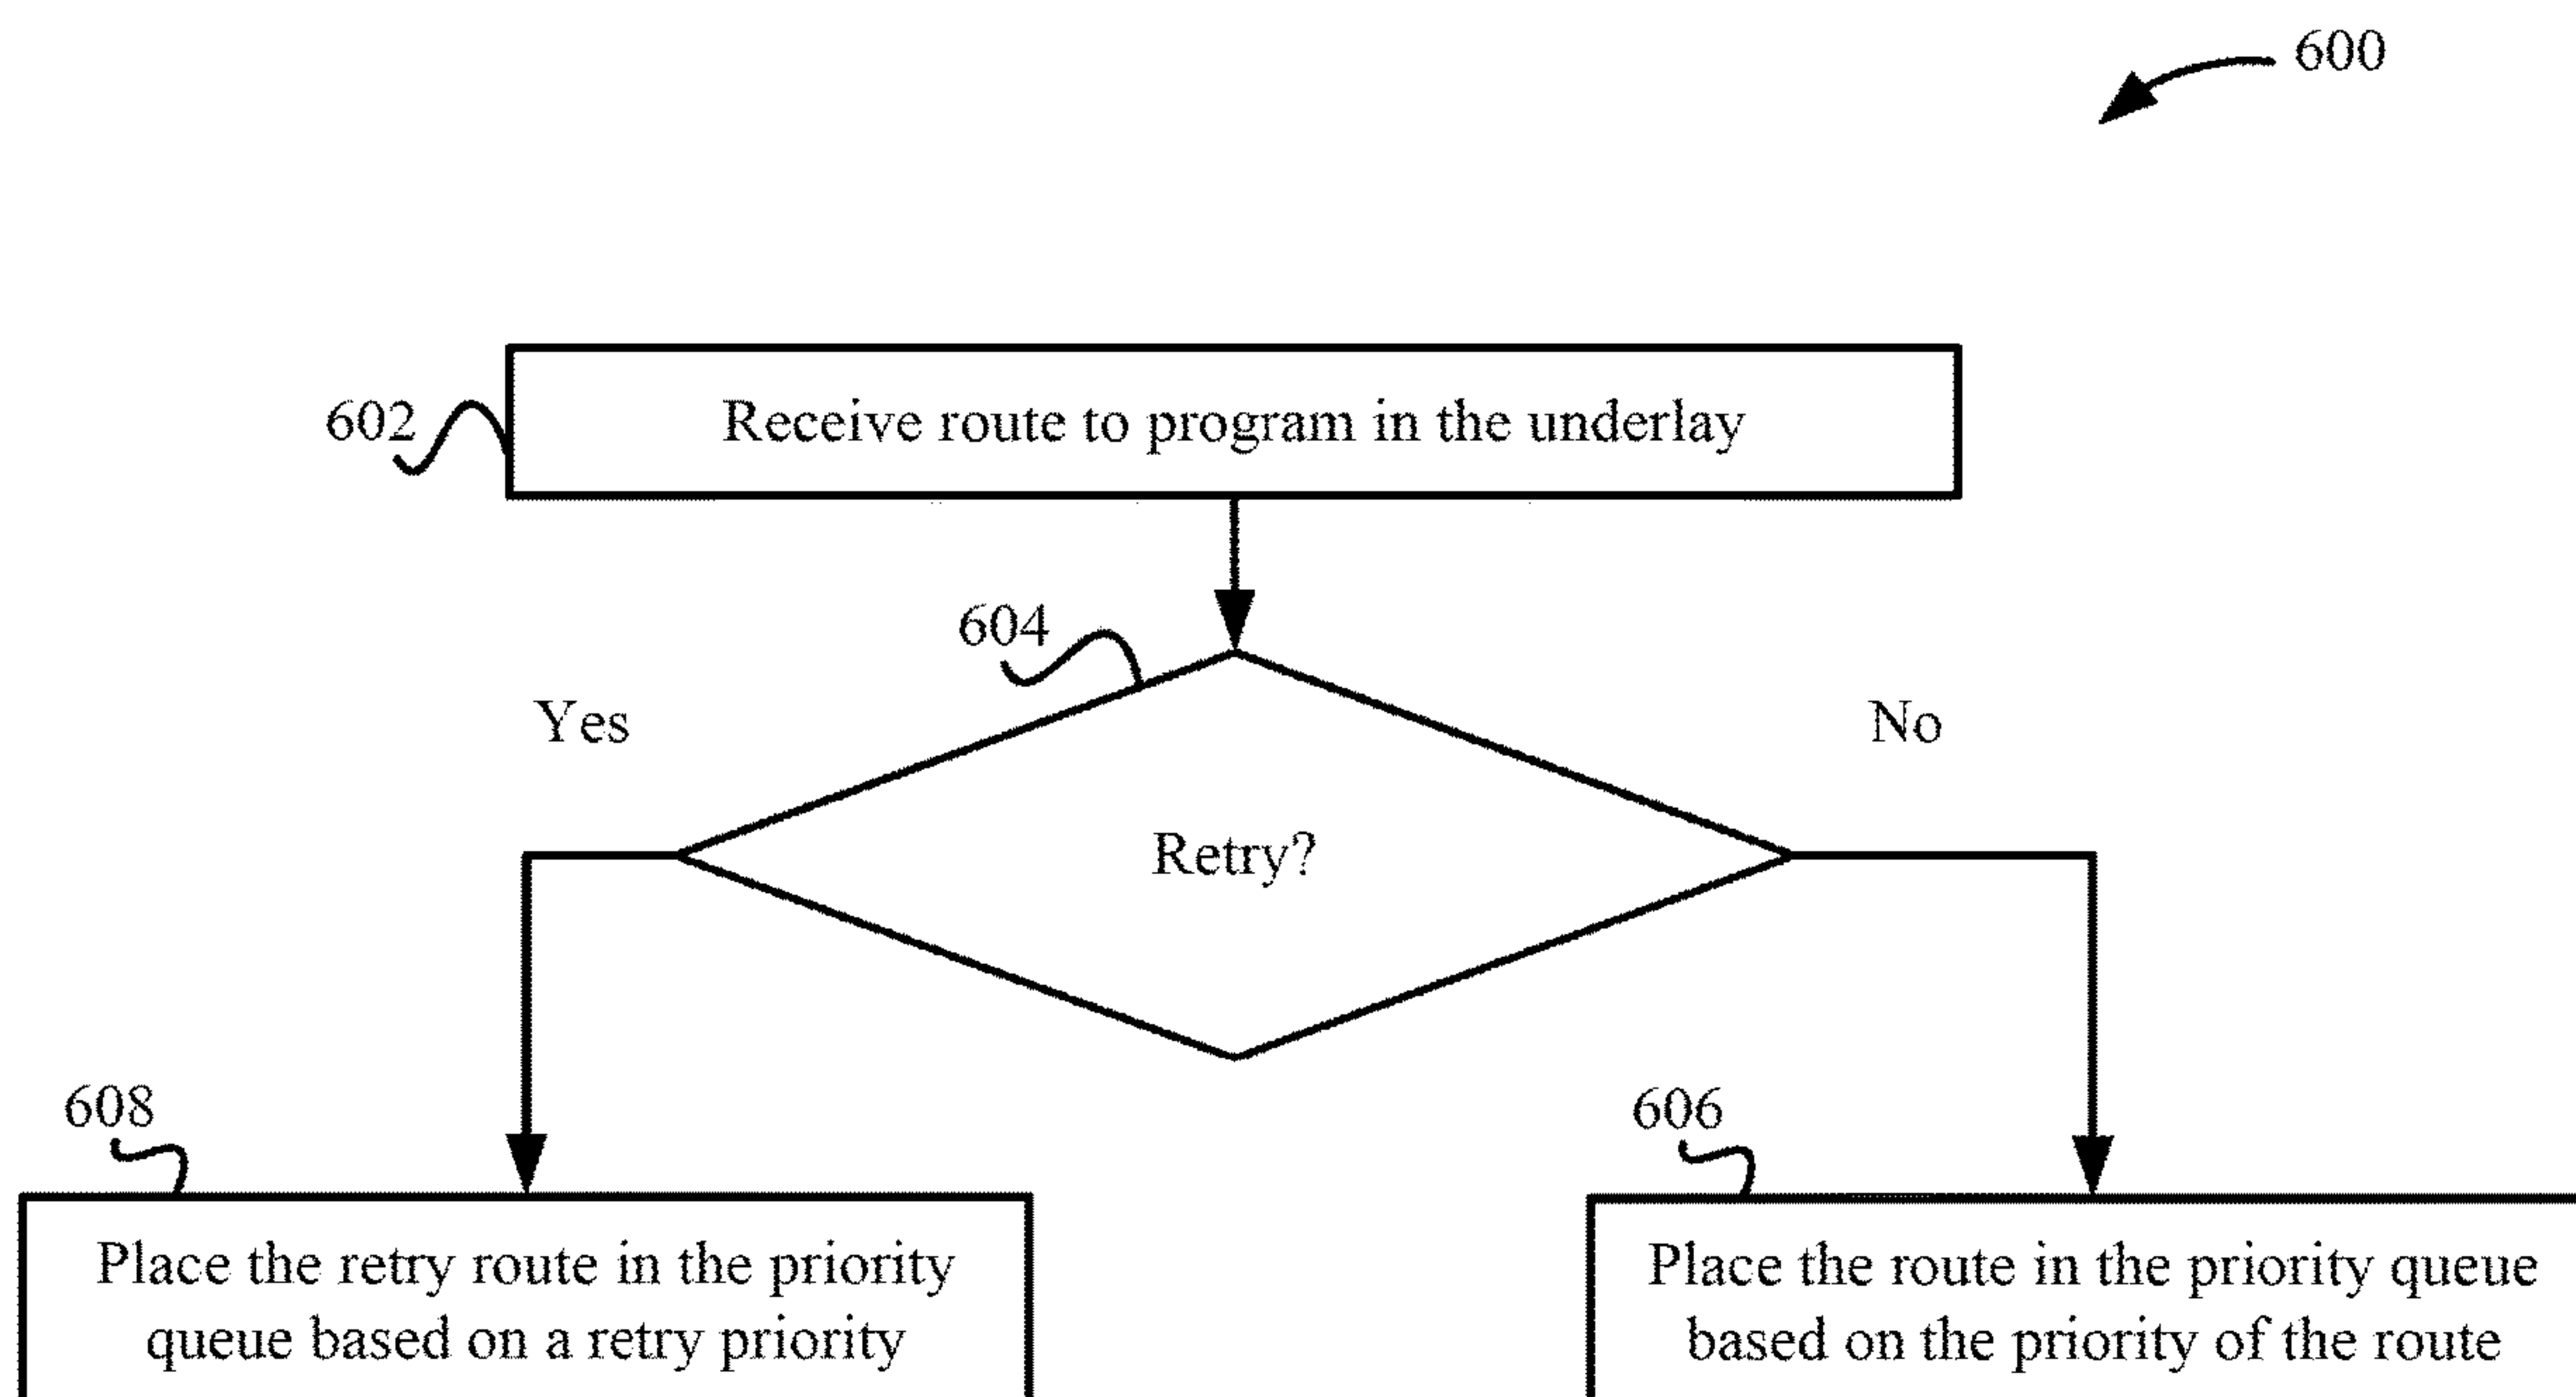 600
602
Receive route to program in the underlay
604
Yes
No
Retry?
608
606
Place the retry route in the priority
queue based on a retry priority
Place the route in the priority queue
based on the priority of the route